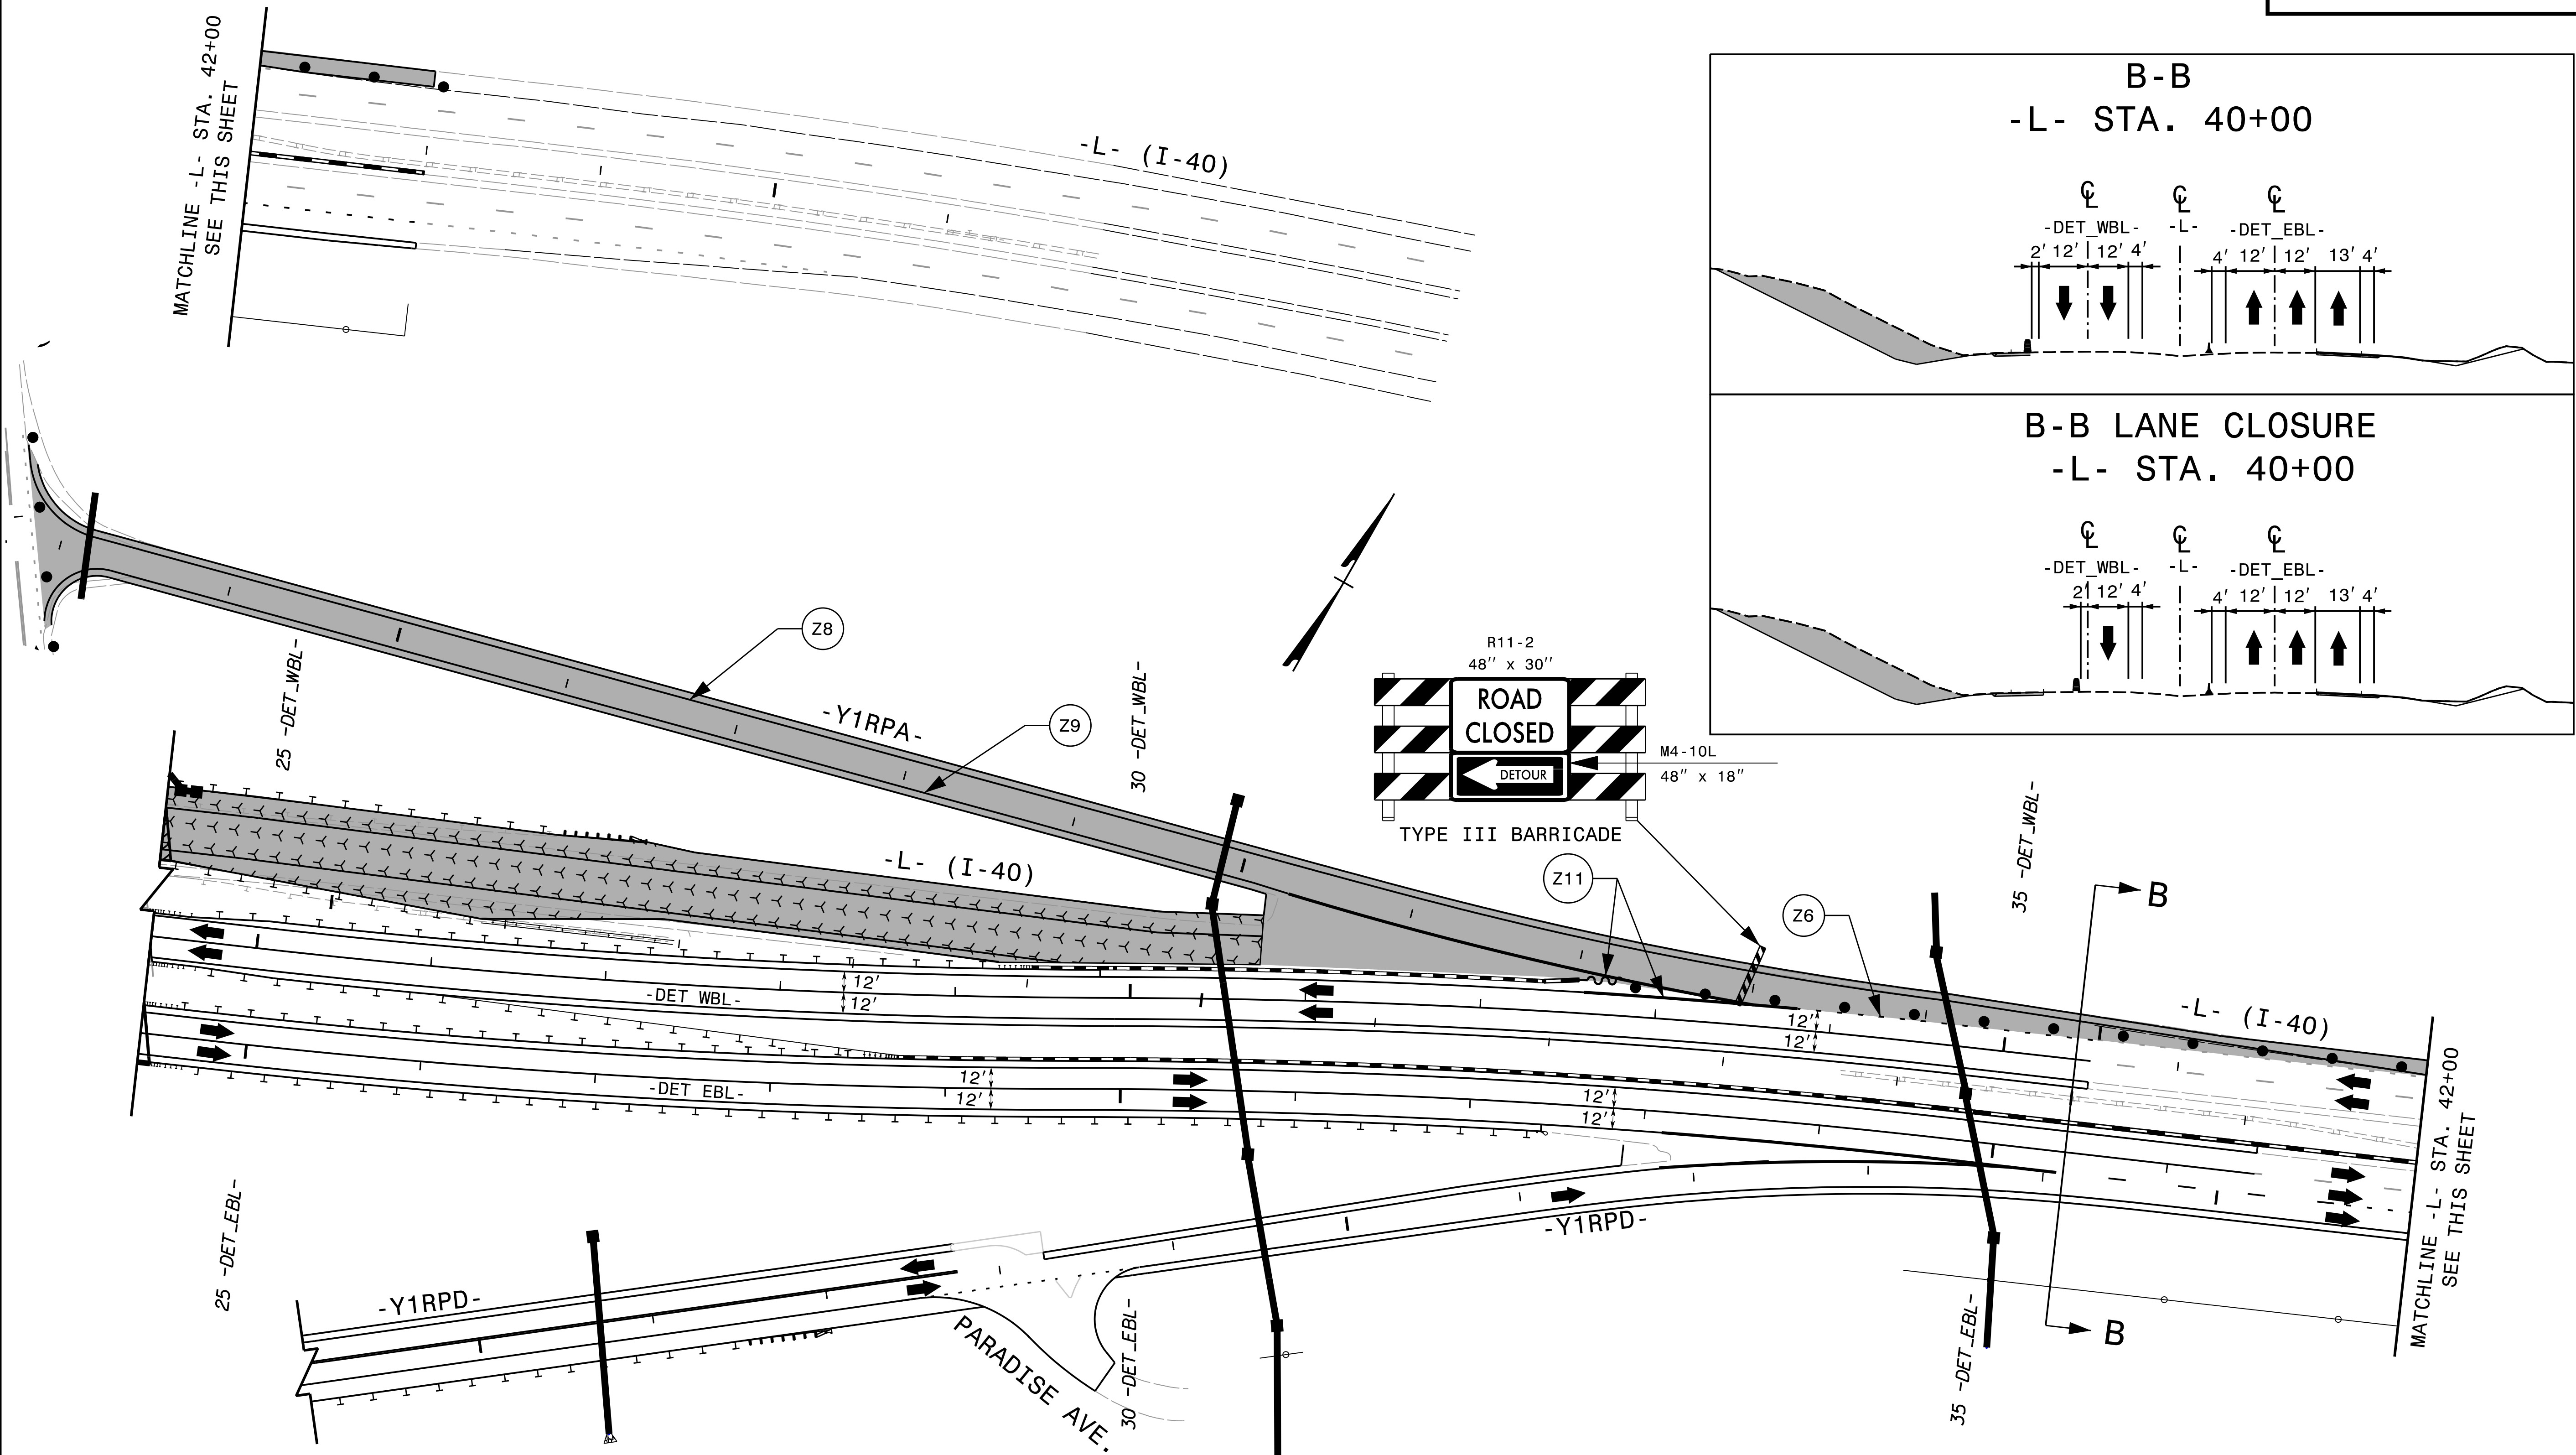 MATCHLINE -L- STA. 42+00
SEE THIS SHEET
-L- (I-40)
B-B
-L- STA. 40+00
℄
℄
℄
-DET_WBL-
-L-
-DET_EBL-
2' 12' 12' 4'
4' 12' 12' 13' 4'
B-B LANE CLOSURE
-L- STA. 40+00
℄
℄
℄
-DET_WBL-
-L-
-DET_EBL-
2' 12' 4'
4' 12' 12' 13' 4'
Z8
Z9
-Y1RPA-
25 -DET_WBL-
30 -DET_WBL-
35 -DET_WBL-
R11-2
48" x 30"
ROAD
CLOSED
DETOUR
M4-10L
48" x 18"
TYPE III BARRICADE
Z11
Z6
B
-L- (I-40)
-L- (I-40)
12'
12'
-DET WBL-
12'
12'
12'
12'
-DET EBL-
12'
12'
MATCHLINE -L- STA. 42+00
SEE THIS SHEET
25 -DET_EBL-
-Y1RPD-
-Y1RPD-
PARADISE AVE.
30 -DET_EBL-
35 -DET_EBL-
B